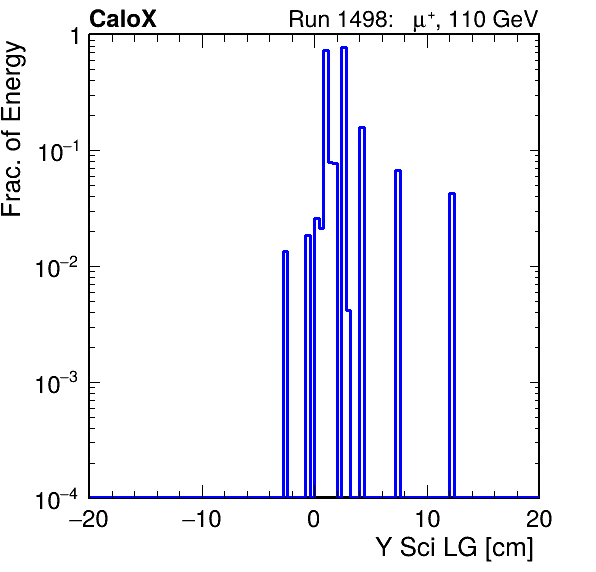 CaloX Run 1498: μ⁺, 110 GeV
Frac. of Energy
1
10⁻¹
10⁻²
10⁻³
10⁻⁴
−20 −10 0 10 20
Y Sci LG [cm]